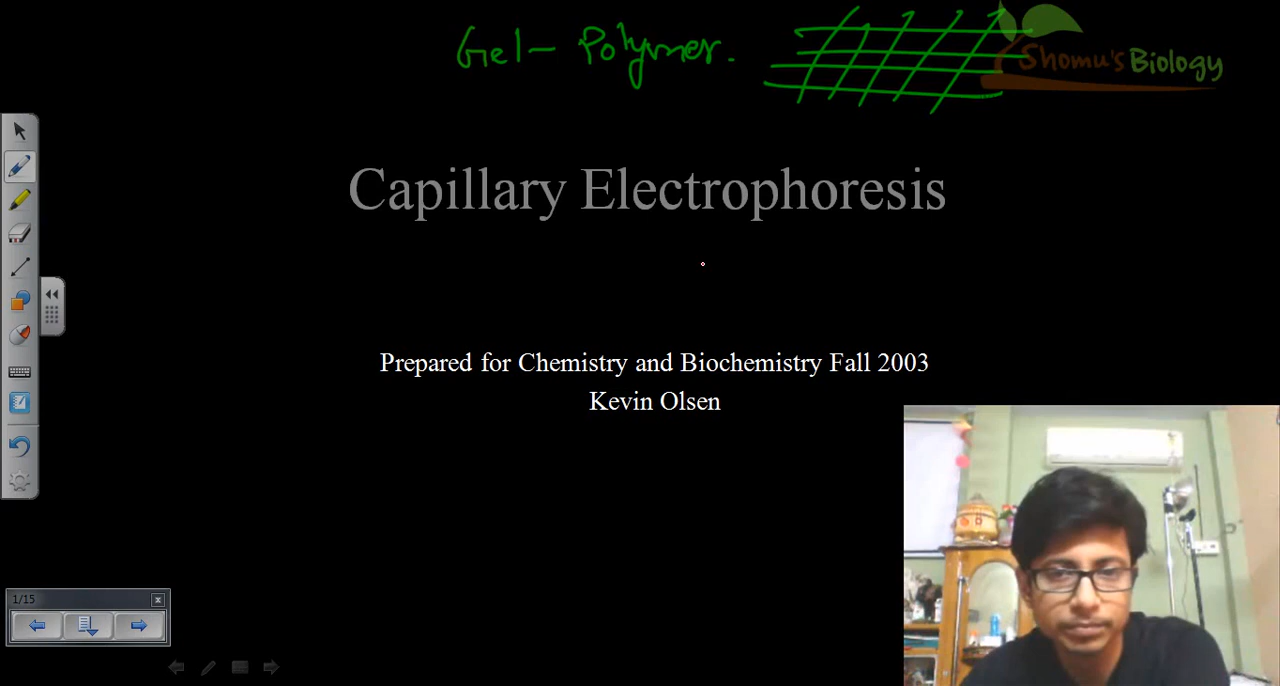 Gel - Polymer.
Shomu's Biology
Capillary Electrophoresis
Prepared for Chemistry and Biochemistry Fall 2003
Kevin Olsen
1/15